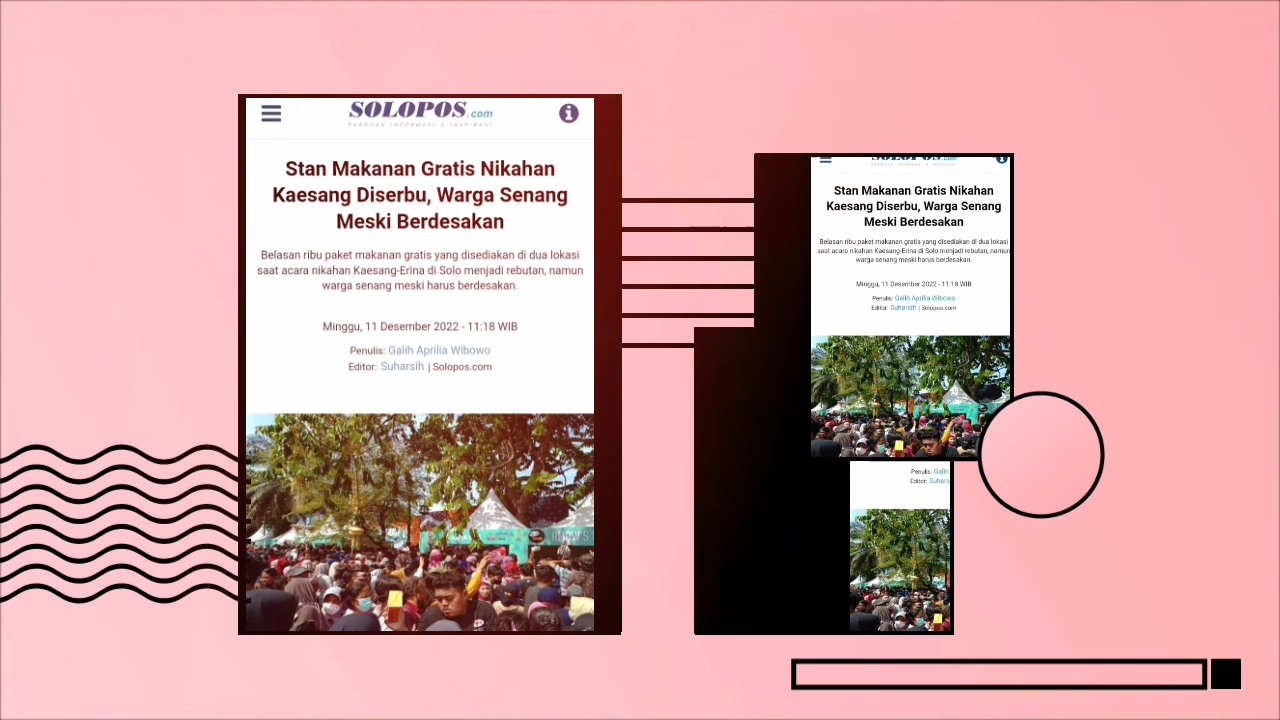 SOLOPOS.com
PANDUAN INFORMASI & INSPIRASI
Stan Makanan Gratis Nikahan
Kaesang Diserbu, Warga Senang
Meski Berdesakan
Belasan ribu paket makanan gratis yang disediakan di dua lokasi
saat acara nikahan Kaesang-Erina di Solo menjadi rebutan, namun
warga senang meski harus berdesakan.
Minggu, 11 Desember 2022 - 11:18 WIB
Penulis: Galih Aprilia Wibowo
Editor: Suharsih | Solopos.com
SOLOPOS.com
Stan Makanan Gratis Nikahan
Kaesang Diserbu, Warga Senang
Meski Berdesakan
Belasan ribu paket makanan gratis yang disediakan di dua lokasi
saat acara nikahan Kaesang-Erina di Solo menjadi rebutan, namun
warga senang meski harus berdesakan.
Minggu, 11 Desember 2022 - 11:18 WIB
Penulis: Galih Aprilia Wibowo
Editor: Suharsih | Solopos.com
Penulis: Galih
Editor: Suhars